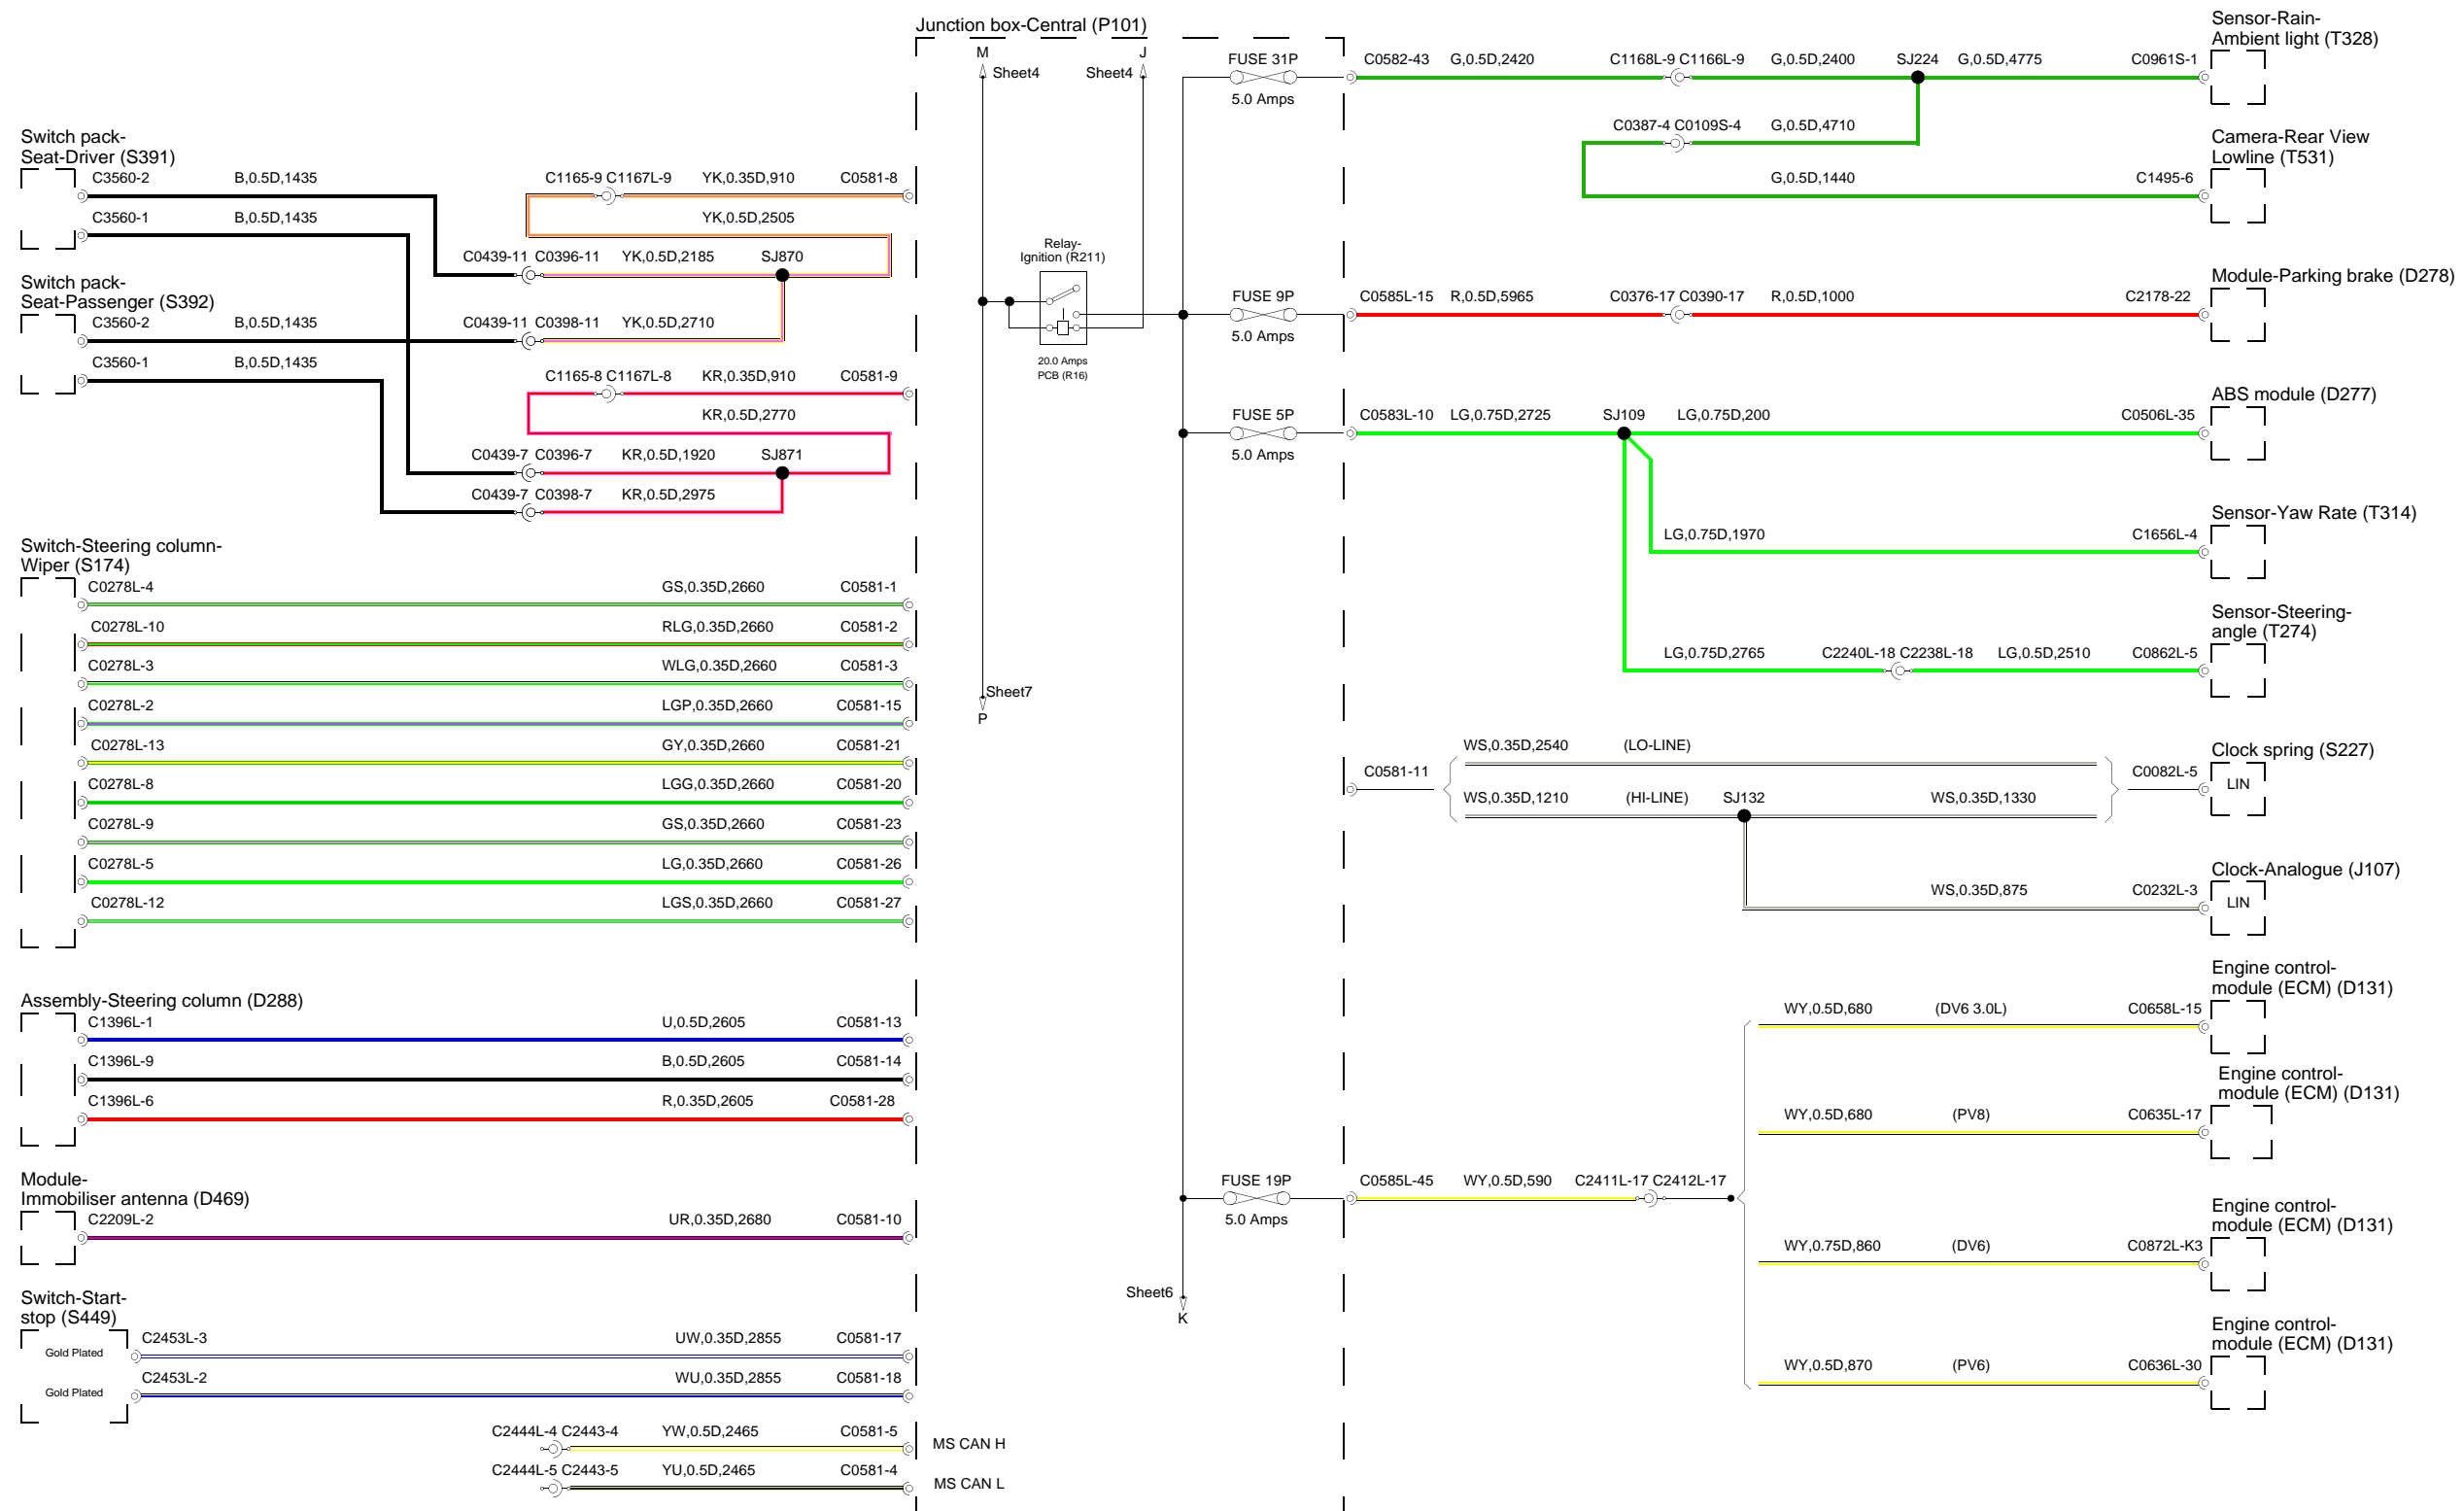 Junction box-Central (P101)
M
Sheet4
J
Sheet4
Relay-
Ignition (R211)
20.0 Amps
PCB (R16)
Sheet7
P
Sheet6
K
Switch pack-
Seat-Driver (S391)
C3560-2 B,0.5D,1435 C1165-9 C1167L-9 YK,0.35D,910 C0581-8
C3560-1 B,0.5D,1435 YK,0.5D,2505
C0439-11 C0396-11 YK,0.5D,2185 SJ870
Switch pack-
Seat-Passenger (S392)
C3560-2 B,0.5D,1435 C0439-11 C0398-11 YK,0.5D,2710
C3560-1 B,0.5D,1435 C1165-8 C1167L-8 KR,0.35D,910 C0581-9
KR,0.5D,2770
C0439-7 C0396-7 KR,0.5D,1920 SJ871
C0439-7 C0398-7 KR,0.5D,2975
Switch-Steering column-
Wiper (S174)
C0278L-4 GS,0.35D,2660 C0581-1
C0278L-10 RLG,0.35D,2660 C0581-2
C0278L-3 WLG,0.35D,2660 C0581-3
C0278L-2 LGP,0.35D,2660 C0581-15
C0278L-13 GY,0.35D,2660 C0581-21
C0278L-8 LGG,0.35D,2660 C0581-20
C0278L-9 GS,0.35D,2660 C0581-23
C0278L-5 LG,0.35D,2660 C0581-26
C0278L-12 LGS,0.35D,2660 C0581-27
Assembly-Steering column (D288)
C1396L-1 U,0.5D,2605 C0581-13
C1396L-9 B,0.5D,2605 C0581-14
C1396L-6 R,0.35D,2605 C0581-28
Module-
Immobiliser antenna (D469)
C2209L-2 UR,0.35D,2680 C0581-10
Switch-Start-
stop (S449)
Gold Plated C2453L-3 UW,0.35D,2855 C0581-17
Gold Plated C2453L-2 WU,0.35D,2855 C0581-18
C2444L-4 C2443-4 YW,0.5D,2465 C0581-5 MS CAN H
C2444L-5 C2443-5 YU,0.5D,2465 C0581-4 MS CAN L
Sensor-Rain-
Ambient light (T328)
FUSE 31P C0582-43 G,0.5D,2420 C1168L-9 C1166L-9 G,0.5D,2400 SJ224 G,0.5D,4775 C0961S-1
5.0 Amps
C0387-4 C0109S-4 G,0.5D,4710
Camera-Rear View
Lowline (T531)
G,0.5D,1440 C1495-6
Module-Parking brake (D278)
FUSE 9P C0585L-15 R,0.5D,5965 C0376-17 C0390-17 R,0.5D,1000 C2178-22
5.0 Amps
ABS module (D277)
FUSE 5P C0583L-10 LG,0.75D,2725 SJ109 LG,0.75D,200 C0506L-35
5.0 Amps
Sensor-Yaw Rate (T314)
LG,0.75D,1970 C1656L-4
Sensor-Steering-
angle (T274)
LG,0.75D,2765 C2240L-18 C2238L-18 LG,0.5D,2510 C0862L-5
WS,0.35D,2540 (LO-LINE)
Clock spring (S227)
C0581-11 C0082L-5
LIN
WS,0.35D,1210 (HI-LINE) SJ132 WS,0.35D,1330
Clock-Analogue (J107)
WS,0.35D,875 C0232L-3
LIN
Engine control-
module (ECM) (D131)
WY,0.5D,680 (DV6 3.0L) C0658L-15
Engine control-
module (ECM) (D131)
WY,0.5D,680 (PV8) C0635L-17
FUSE 19P C0585L-45 WY,0.5D,590 C2411L-17 C2412L-17
5.0 Amps
Engine control-
module (ECM) (D131)
WY,0.75D,860 (DV6) C0872L-K3
Engine control-
module (ECM) (D131)
WY,0.5D,870 (PV6) C0636L-30